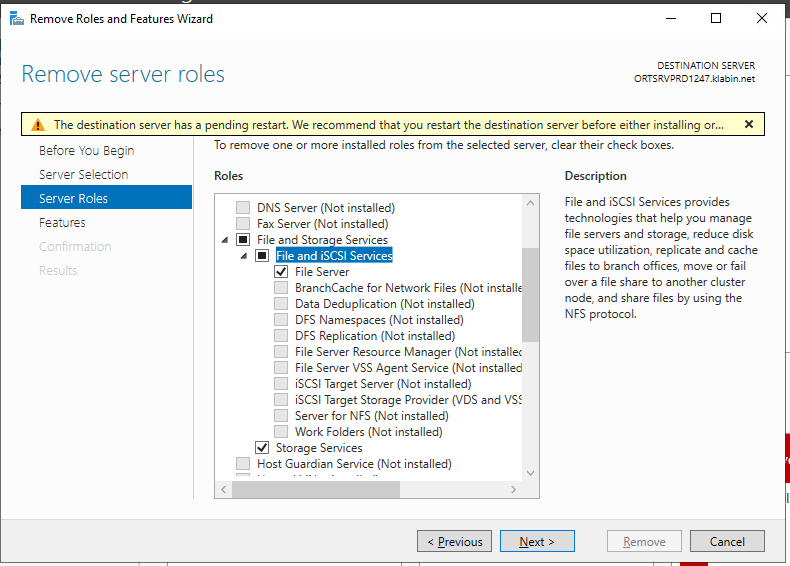 Remove Roles and Features Wizard
Remove server roles
DESTINATION SERVER
ORTSRVPRD1247.klabin.net
The destination server has a pending restart. We recommend that you restart the destination server before either installing or...
Before You Begin
Server Selection
Server Roles
Features
Confirmation
Results
To remove one or more installed roles from the selected server, clear their check boxes.
Roles
DNS Server (Not installed)
Fax Server (Not installed)
File and Storage Services
File and iSCSI Services
File Server
BranchCache for Network Files (Not installe
Data Deduplication (Not installed)
DFS Namespaces (Not installed)
DFS Replication (Not installed)
File Server Resource Manager (Not installed
File Server VSS Agent Service (Not installed
iSCSI Target Server (Not installed)
iSCSI Target Storage Provider (VDS and VSS
Server for NFS (Not installed)
Work Folders (Not installed)
Storage Services
Host Guardian Service (Not installed)
Description
File and iSCSI Services provides
technologies that help you manage
file servers and storage, reduce disk
space utilization, replicate and cache
files to branch offices, move or fail
over a file share to another cluster
node, and share files by using the
NFS protocol.
< Previous
Next >
Remove
Cancel